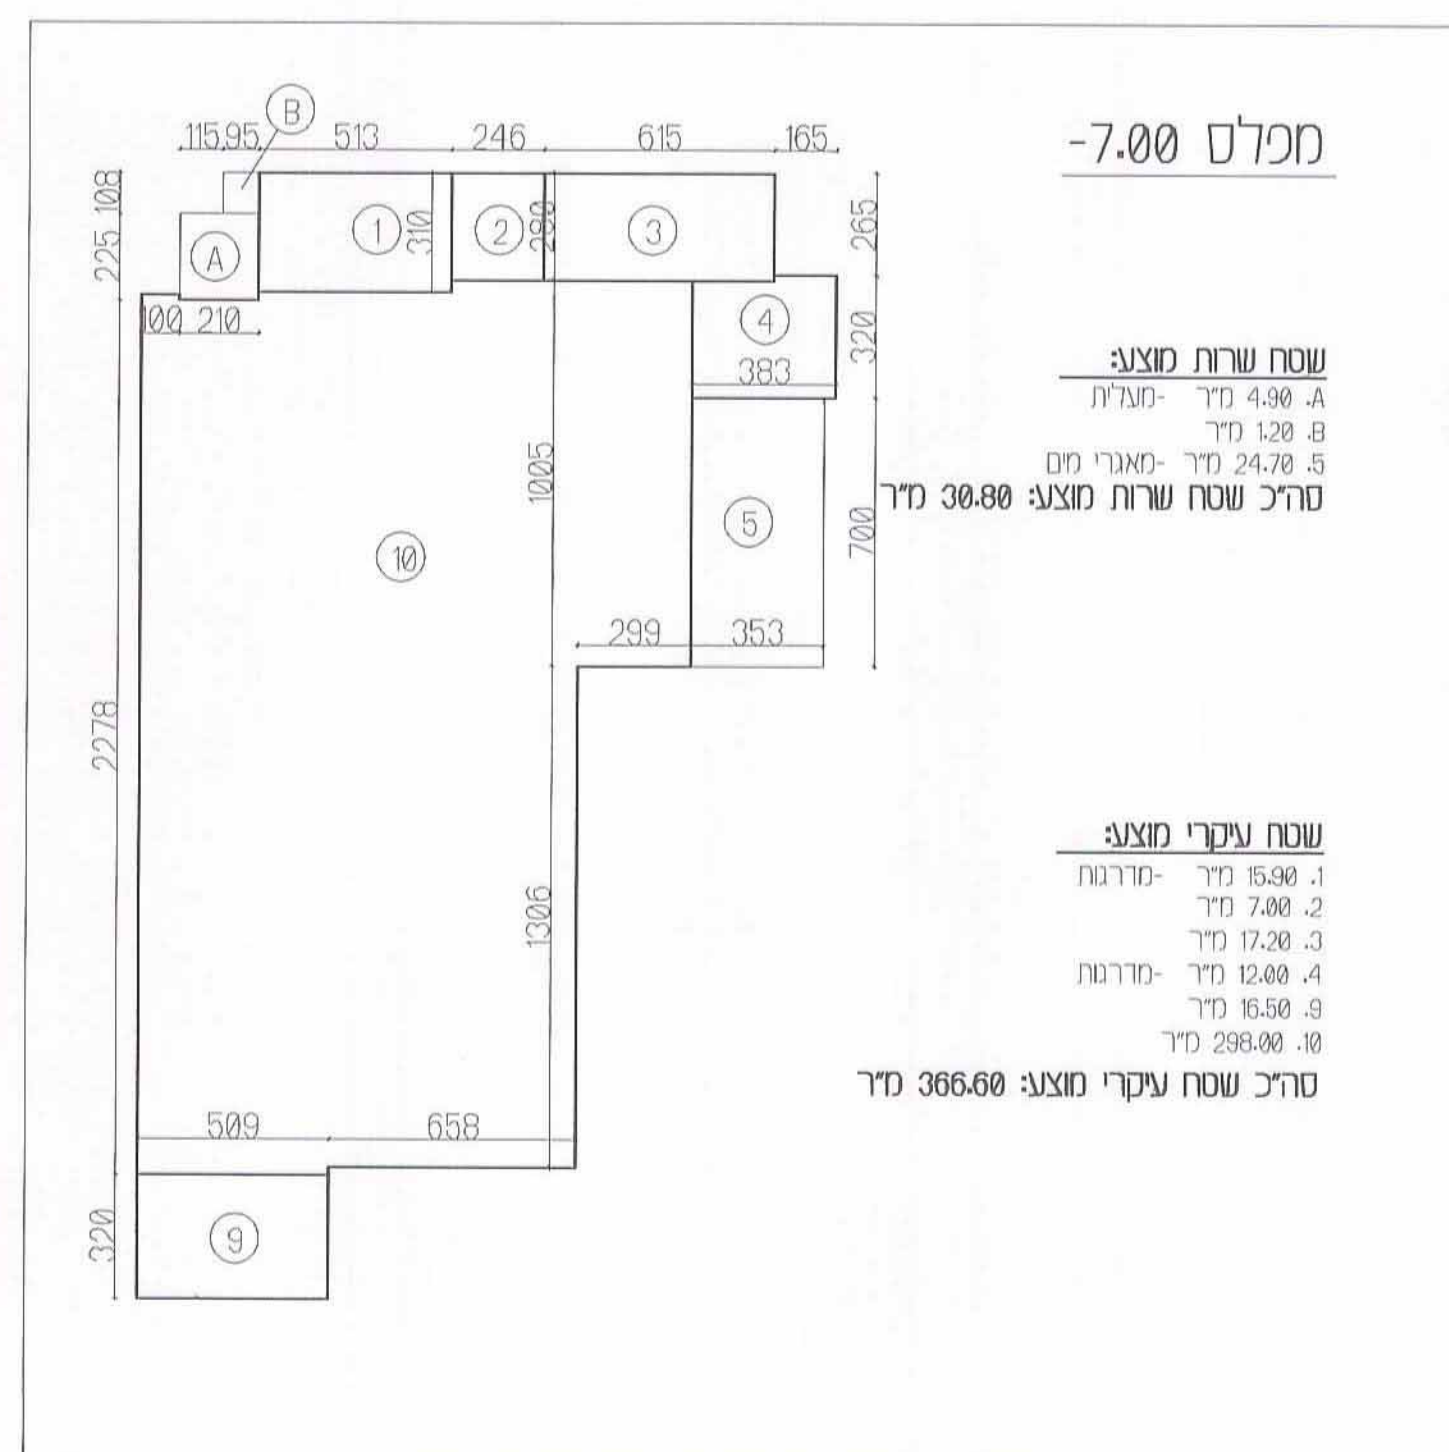 מפלס 7.00-
B
115 95 513 246 615 165
108
225
A
1
310
2
280
3
265
100 210
4
320
383
שטח שרות מוצע:
A. 4.90 מ"ר -מעלית
B. 1.20 מ"ר
5. 24.70 מ"ר -מאגרי מים
סה"כ שטח שרות מוצע: 30.80 מ"ר
1005
5
700
10
299 353
2278
שטח עיקרי מוצע:
1. 15.90 מ"ר -מדרגות
2. 7.00 מ"ר
3. 17.20 מ"ר
4. 12.00 מ"ר -מדרגות
9. 16.50 מ"ר
10. 298.00 מ"ר
סה"כ שטח עיקרי מוצע: 366.60 מ"ר
1306
509 658
320
9